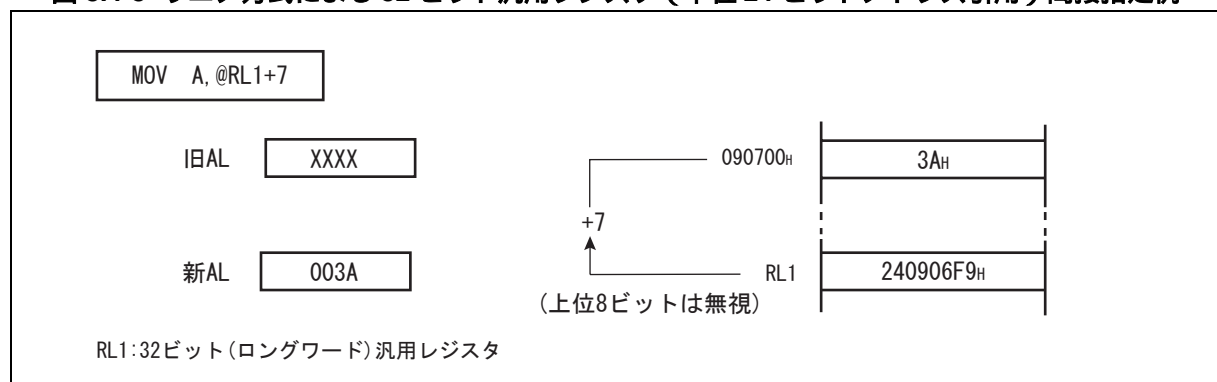 MOV A,@RL1+7
旧AL XXXX
090700H 3AH
+7
新AL 003A
RL1 240906F9H
(上位8ビットは無視)
RL1:32ビット(ロングワード)汎用レジスタ